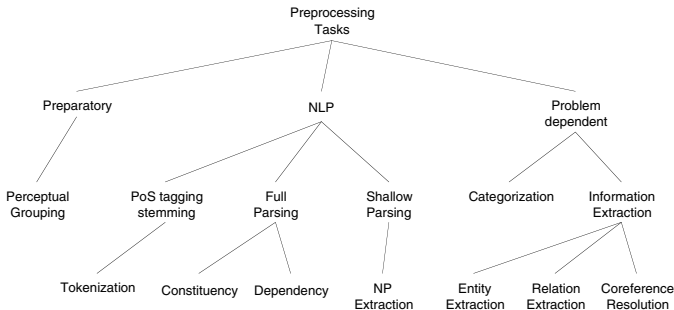 Preprocessing
Tasks
Preparatory
NLP
Problem
dependent
Perceptual
Grouping
PoS tagging
stemming
Full
Parsing
Shallow
Parsing
Categorization
Information
Extraction
Tokenization
Constituency
Dependency
NP
Extraction
Entity
Extraction
Relation
Extraction
Coreference
Resolution